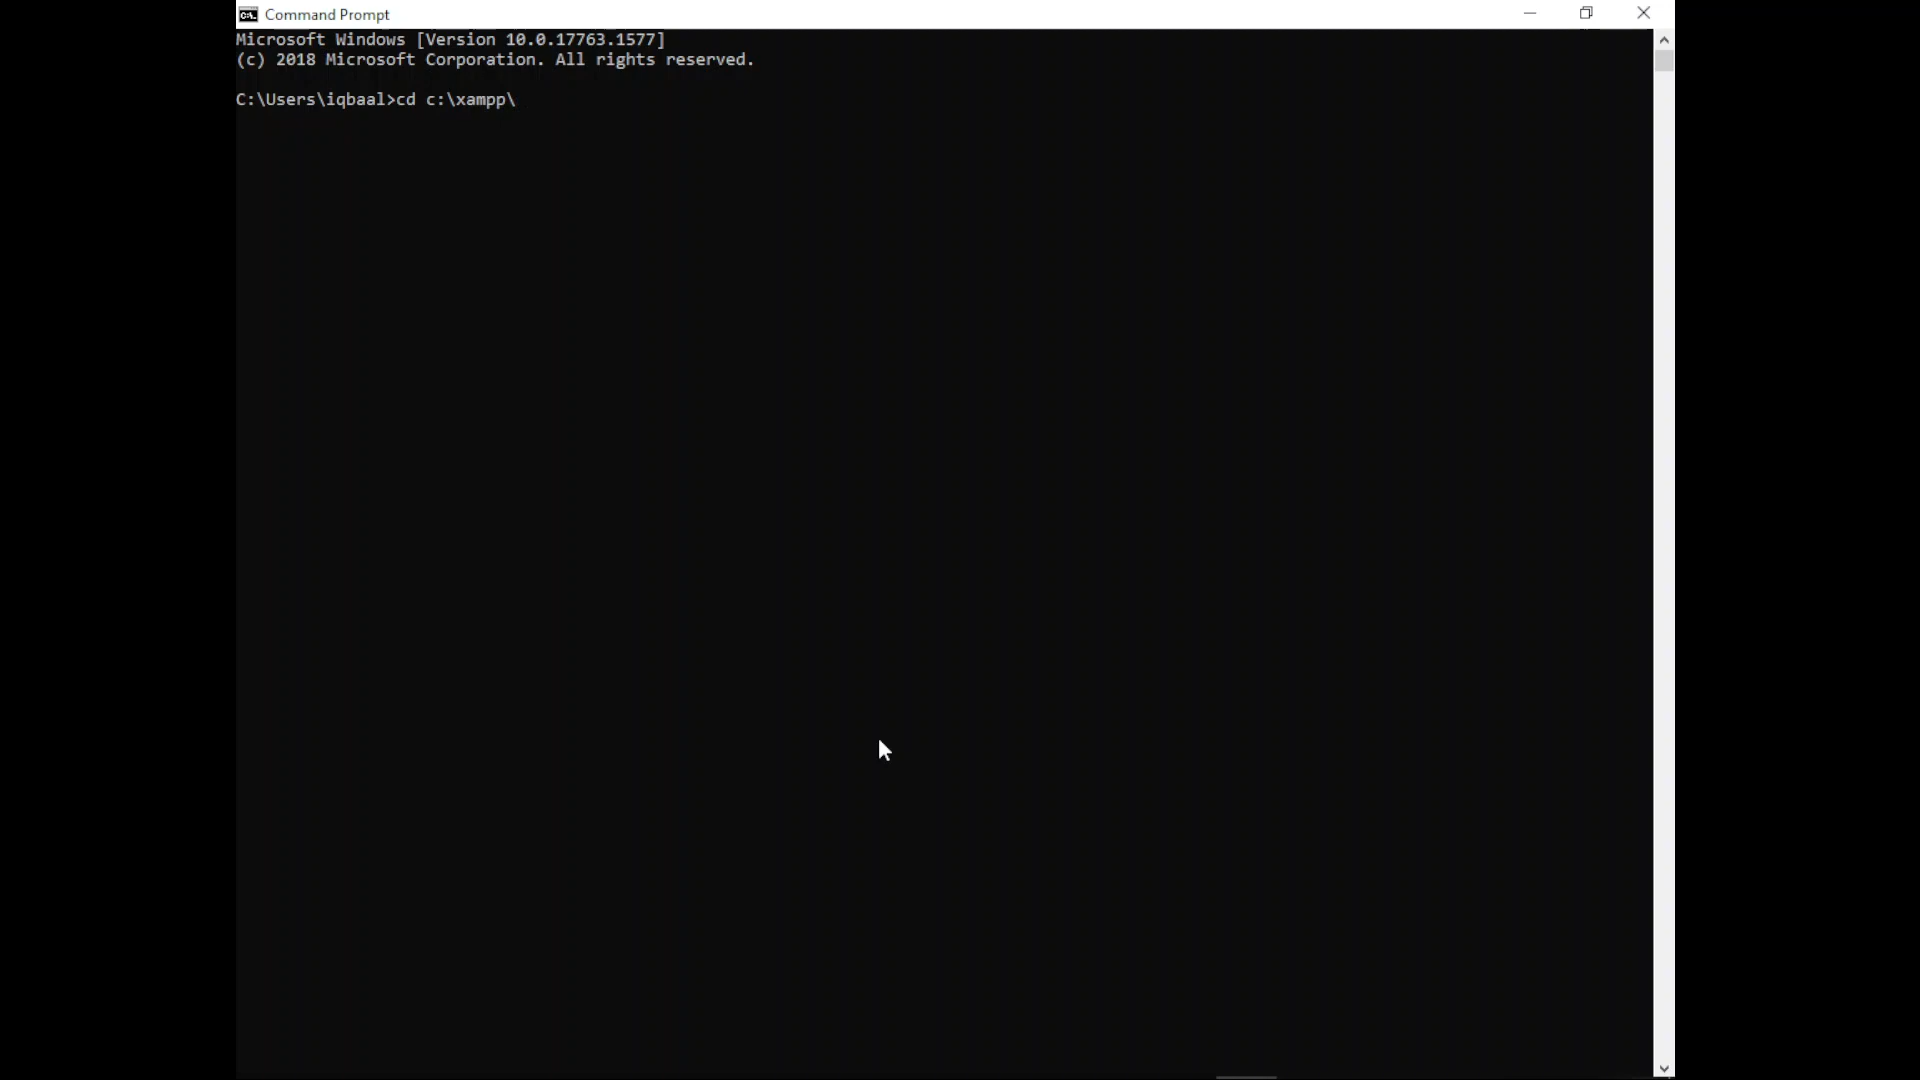 Command Prompt
Microsoft Windows [Version 10.0.17763.1577]
(c) 2018 Microsoft Corporation. All rights reserved.
C:\Users\iqbaal>cd c:\xampp\